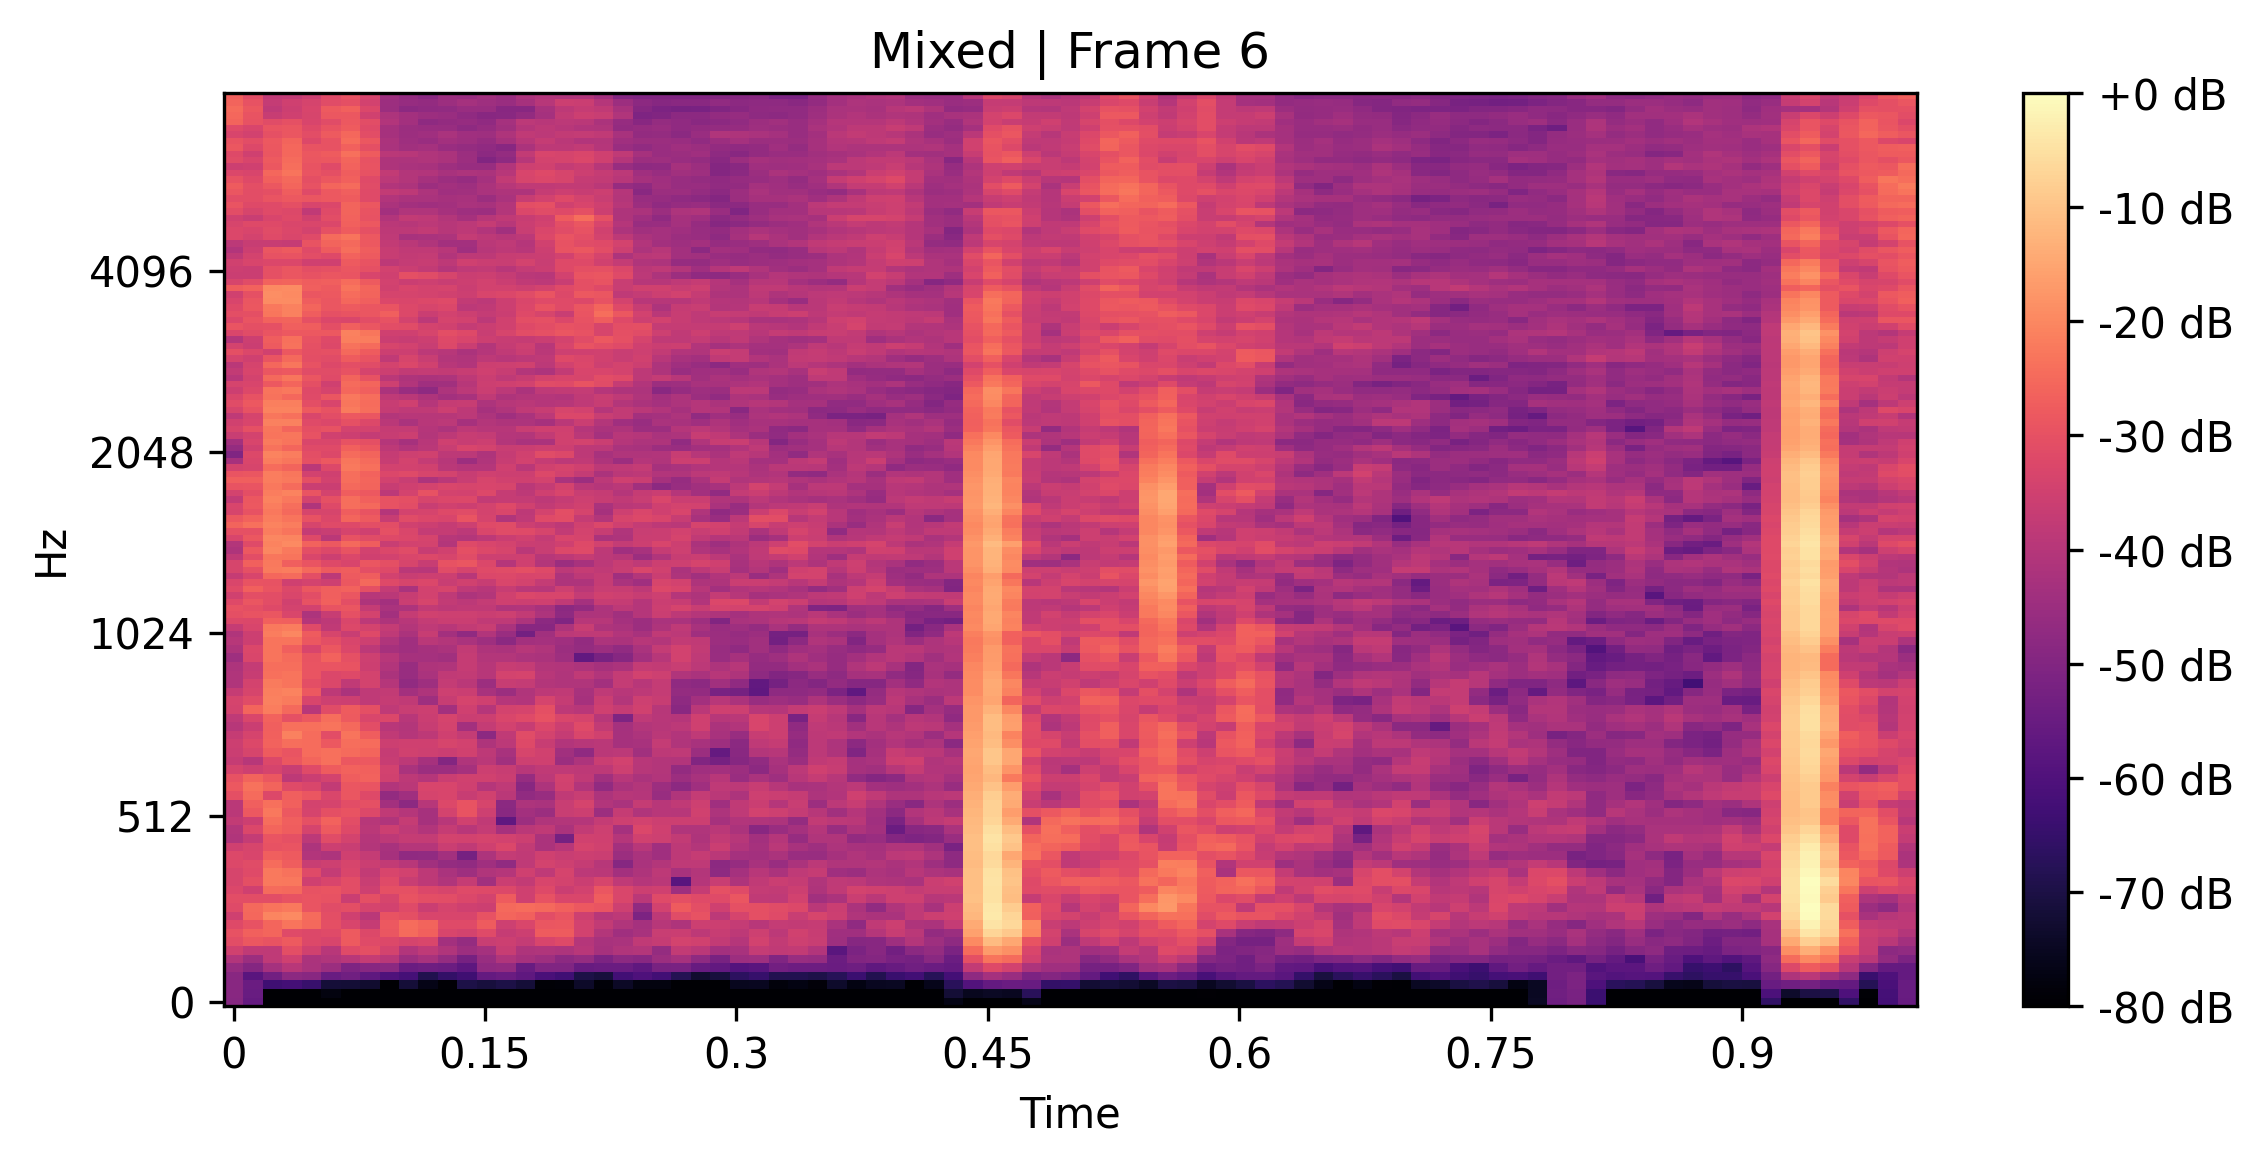 Mixed | Frame 6
+0 dB
-10 dB
-20 dB
-30 dB
-40 dB
-50 dB
-60 dB
-70 dB
-80 dB
Hz
4096
2048
1024
512
0
0 0.15 0.3 0.45 0.6 0.75 0.9
Time